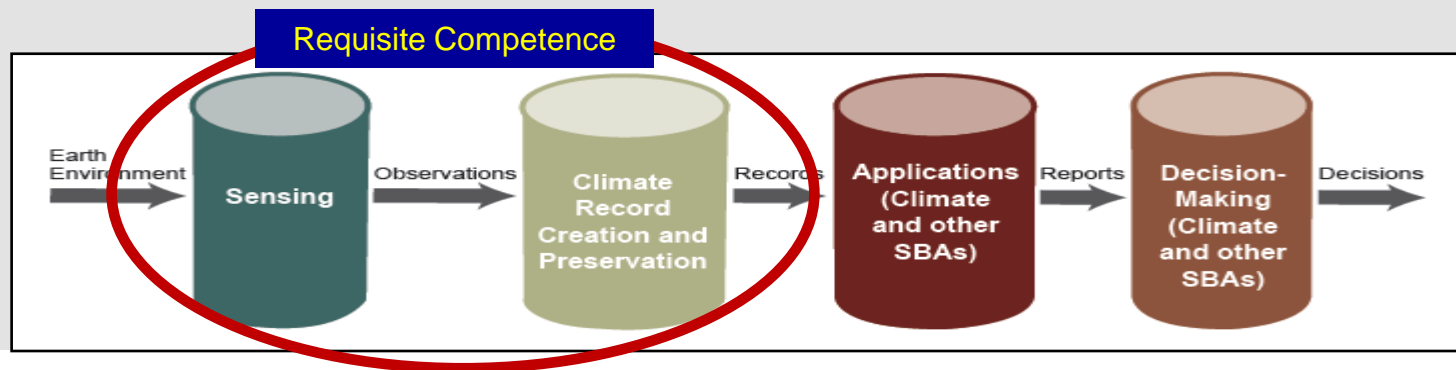 Requisite Competence
Earth
Environment
Sensing
Observations
Climate
Record
Creation and
Preservation
Records
Applications
(Climate
and other
SBAs)
Reports
Decision-
Making
(Climate
and other
SBAs)
Decisions